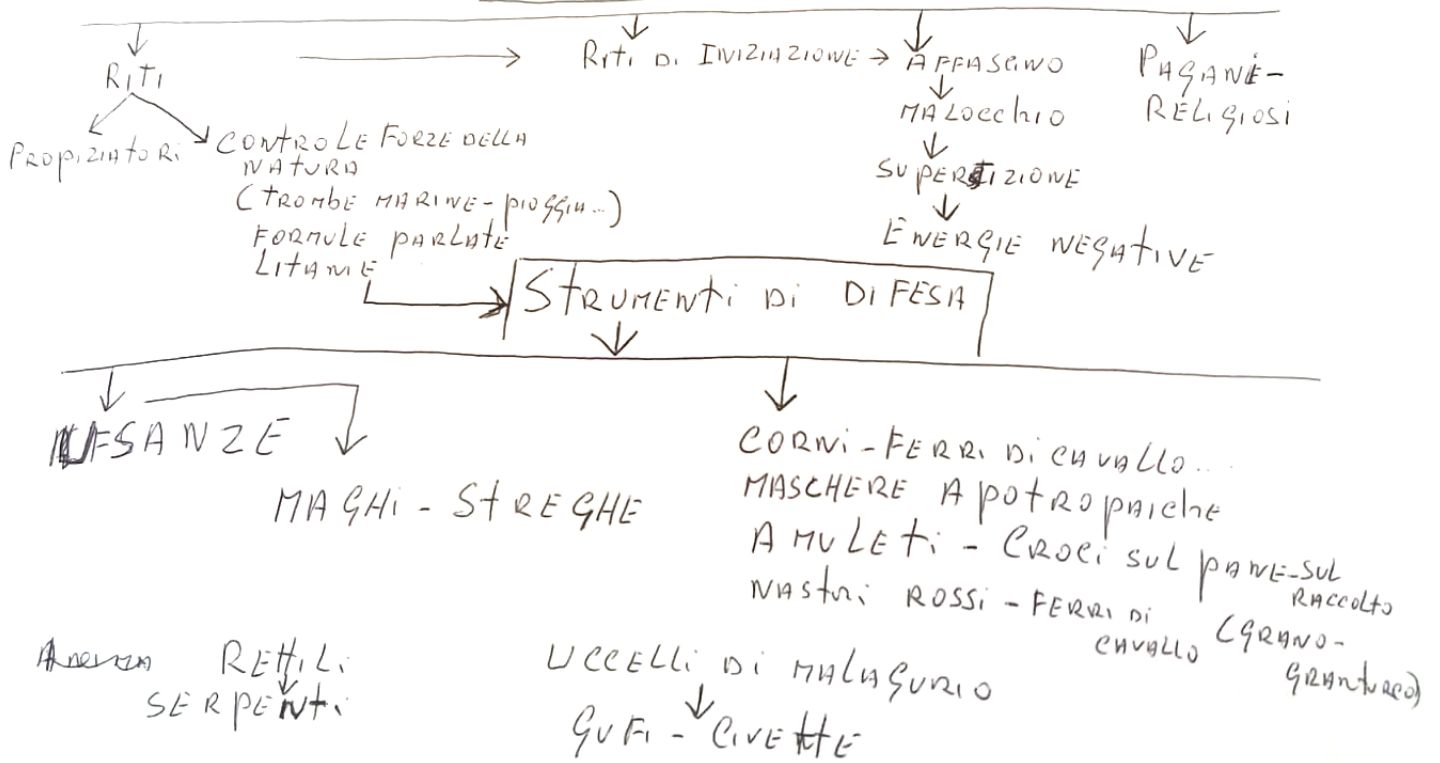 RITI
PROPIZIATORI
CONTRO LE FORZE DELLA
NATURA
(TROMBE MARINE - PIOGGIA...)
FORMULE PARLATE
LITANIE
RITI DI INIZIAZIONE → AFFASCINO
MALOCCHIO
SUPERSTIZIONE
ENERGIE NEGATIVE
PAGANE-
RELIGIOSI
STRUMENTI DI DIFESA
USANZE
MAGHI - STREGHE
CORNI - FERRI DI CAVALLO...
MASCHERE APOTROPAICHE
AMULETI - CROCI SUL PANE - SUL
RACCOLTO
(GRANO-
GRANTURCO)
NASTRI ROSSI - FERRI DI
CAVALLO
RETTILI
SERPENTI
UCCELLI DI MALAGURIO
GUFI - CIVETTE